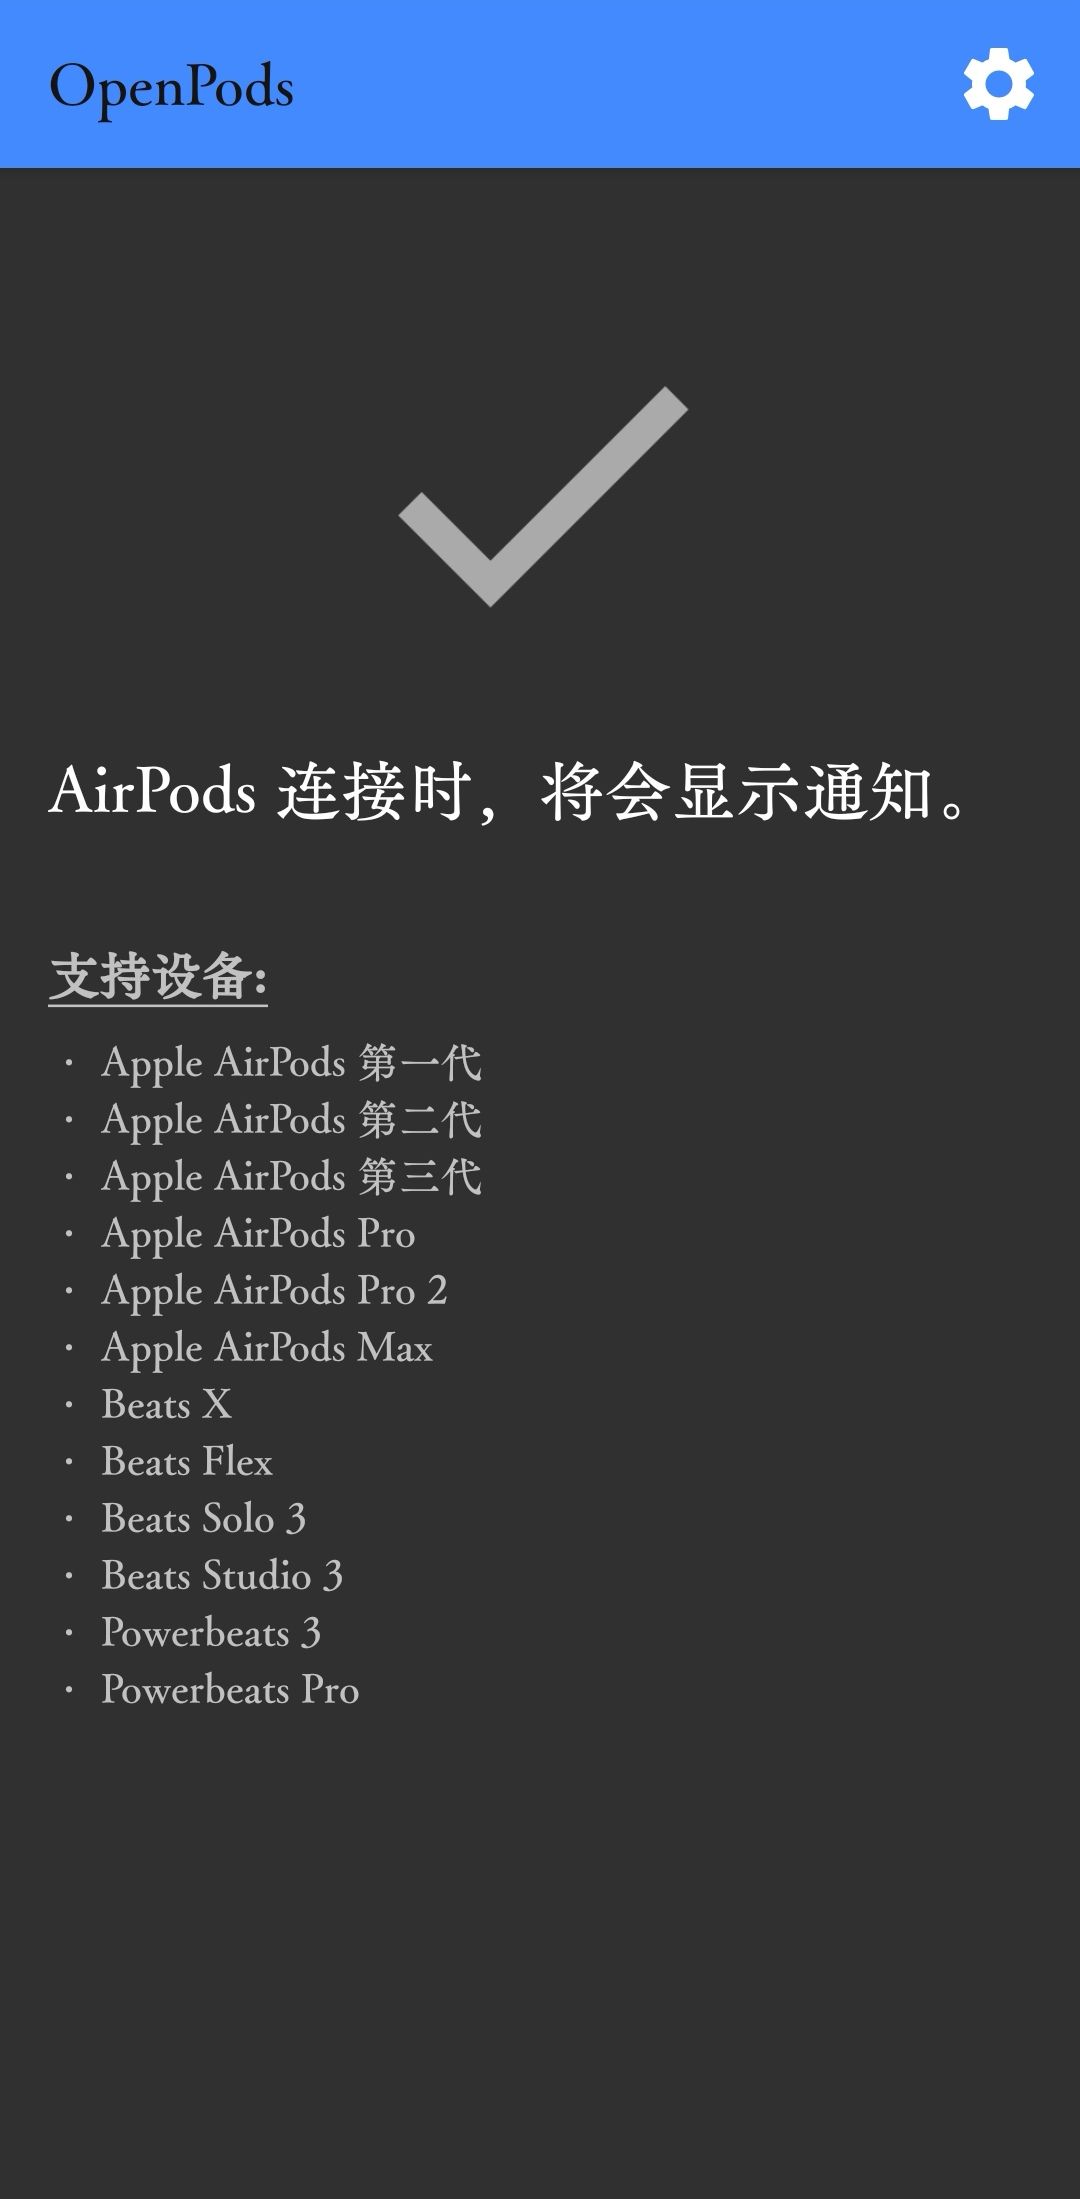 OpenPods
AirPods 连接时，将会显示通知。
支持设备:
· Apple AirPods 第一代
· Apple AirPods 第二代
· Apple AirPods 第三代
· Apple AirPods Pro
· Apple AirPods Pro 2
· Apple AirPods Max
· Beats X
· Beats Flex
· Beats Solo 3
· Beats Studio 3
· Powerbeats 3
· Powerbeats Pro